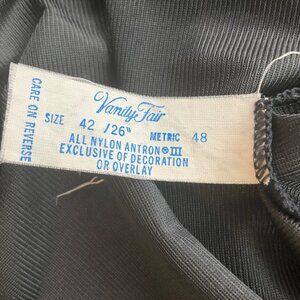 Vanity Fair
SIZE 42 /26" METRIC 48
ALL NYLON ANTRON® III
EXCLUSIVE OF DECORATION
OR OVERLAY
CARE ON REVERSE